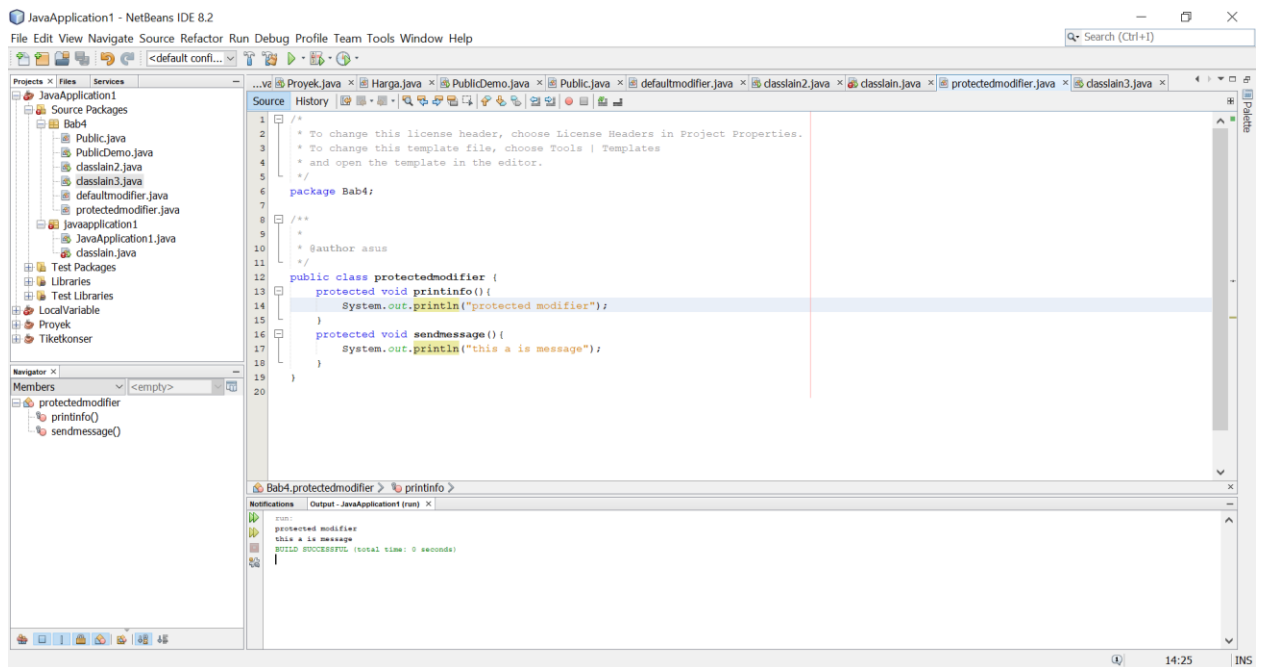 JavaApplication1 - NetBeans IDE 8.2
File Edit View Navigate Source Refactor Run Debug Profile Team Tools Window Help
Search (Ctrl+I)
<default confi...
Projects Files Services
...va Proyek.java Harga.java PublicDemo.java Public.java defaultmodifier.java classlain2.java classlain.java protectedmodifier.java classlain3.java
Palette
JavaApplication1
Source Packages
Bab4
Public.java
PublicDemo.java
classlain2.java
classlain3.java
defaultmodifier.java
protectedmodifier.java
javaapplication1
JavaApplication1.java
classlain.java
Test Packages
Libraries
Test Libraries
LocalVariable
Proyek
Tiketkonser
Source History
1 /*
2 * To change this license header, choose License Headers in Project Properties.
3 * To change this template file, choose Tools | Templates
4 * and open the template in the editor.
5 */
6 package Bab4;
7
8 /**
9 *
10 * @author asus
11 */
12 public class protectedmodifier {
13 protected void printinfo(){
14 System.out.println("protected modifier");
15 }
16 protected void sendmessage(){
17 System.out.println("this a is message");
18 }
19 }
20
Navigator
Members <empty>
protectedmodifier
printinfo()
sendmessage()
Bab4.protectedmodifier printinfo
Notifications Output - JavaApplication1 (run)
run:
protected modifier
this a is message
BUILD SUCCESSFUL (total time: 0 seconds)
14:25 INS